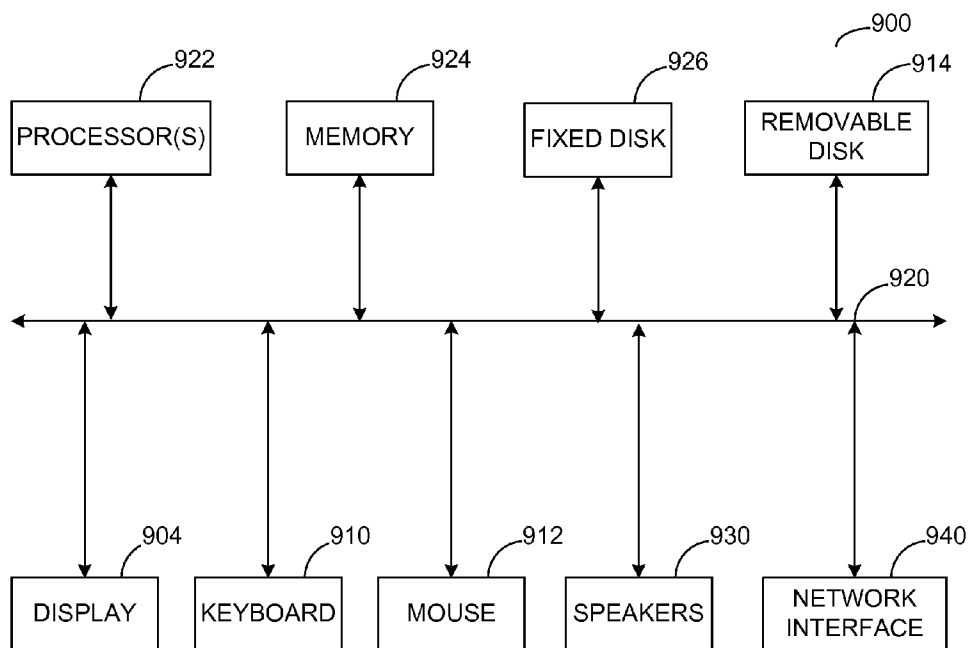 900
922
924
926
914
PROCESSOR(S)
MEMORY
FIXED DISK
REMOVABLE
DISK
920
904
910
912
930
940
DISPLAY
KEYBOARD
MOUSE
SPEAKERS
NETWORK
INTERFACE